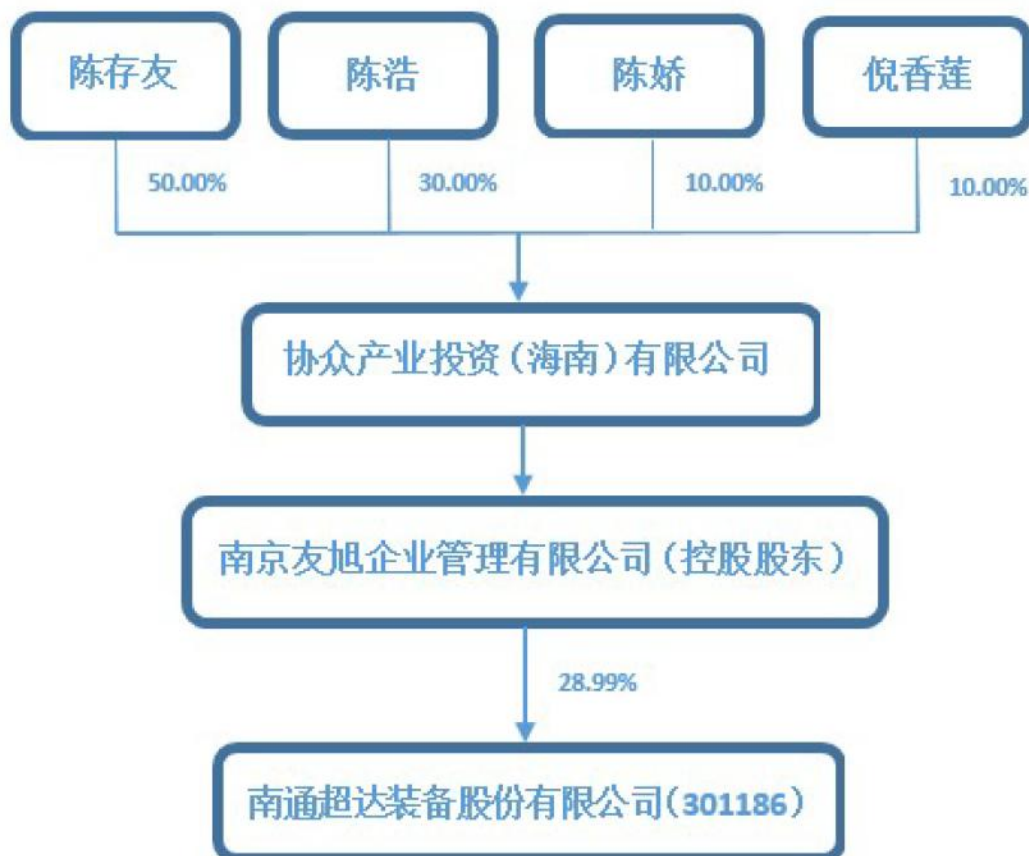 陈存友
陈浩
陈娇
倪香莲
50.00%
30.00%
10.00%
10.00%
协众产业投资（海南）有限公司
南京友旭企业管理有限公司（控股股东）
28.99%
南通超达装备股份有限公司(301186)